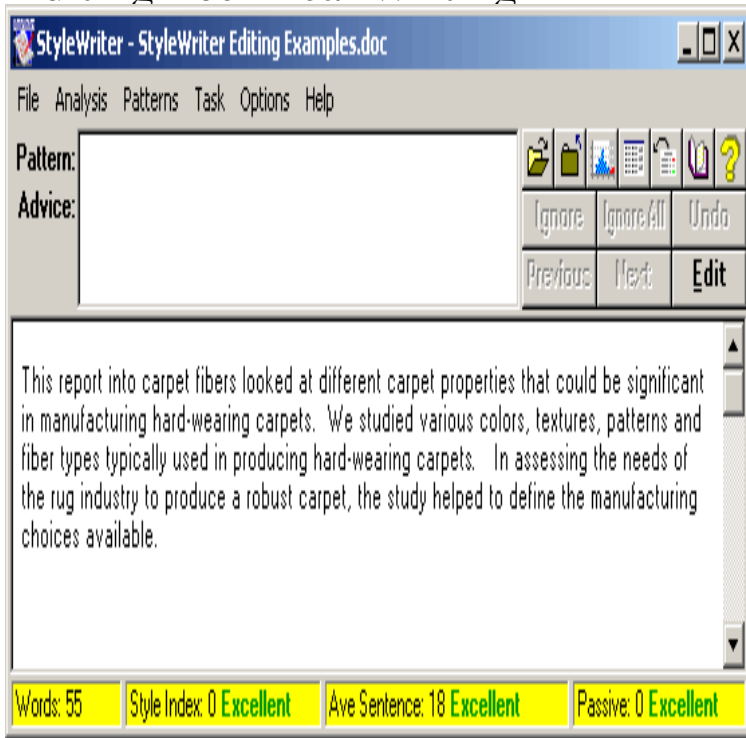 StyleWriter - StyleWriter Editing Examples.doc
File Analysis Patterns Task Options Help
Pattern:
Advice:
Ignore Ignore All Undo
Previous Next Edit
This report into carpet fibers looked at different carpet properties that could be significant
in manufacturing hard-wearing carpets. We studied various colors, textures, patterns and
fiber types typically used in producing hard-wearing carpets. In assessing the needs of
the rug industry to produce a robust carpet, the study helped to define the manufacturing
choices available.
Words: 55 Style Index: 0 Excellent Ave Sentence: 18 Excellent Passive: 0 Excellent